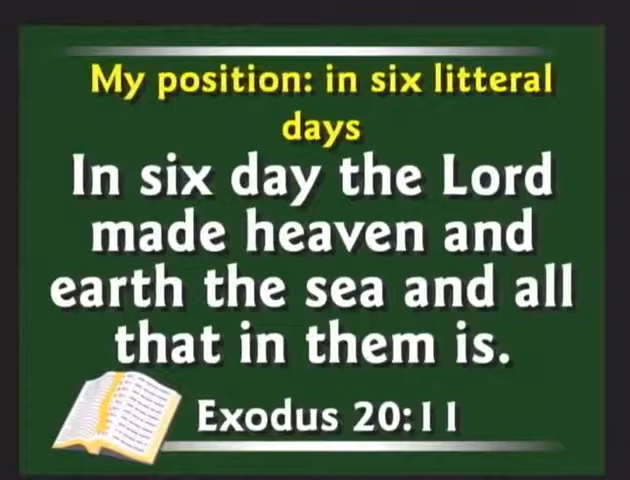 My position: in six litteral
days
In six day the Lord
made heaven and
earth the sea and all
that in them is.
Exodus 20:11